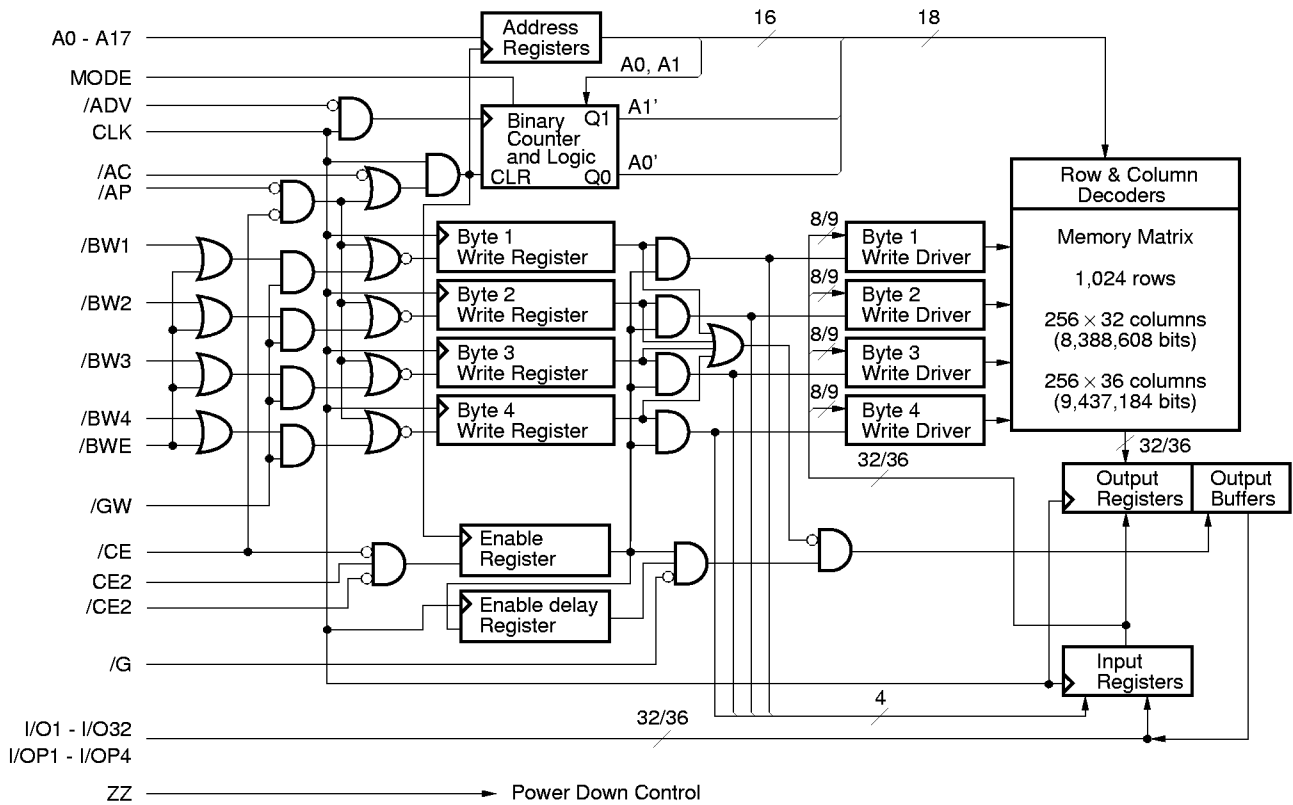 A0 - A17
Address
Registers
16
18
MODE
A0, A1
/ADV
CLK
Binary
Counter
and Logic
CLR
Q1
Q0
A1'
A0'
/AC
/AP
Row & Column
Decoders
Memory Matrix
1,024 rows
256 × 32 columns
(8,388,608 bits)
256 × 36 columns
(9,437,184 bits)
/BW1
Byte 1
Write Register
8/9
Byte 1
Write Driver
/BW2
Byte 2
Write Register
8/9
Byte 2
Write Driver
/BW3
Byte 3
Write Register
8/9
Byte 3
Write Driver
/BW4
/BWE
Byte 4
Write Register
8/9
Byte 4
Write Driver
32/36
32/36
Output
Registers
Output
Buffers
/GW
/CE
CE2
/CE2
Enable
Register
Enable delay
Register
/G
Input
Registers
4
I/O1 - I/O32
I/OP1 - I/OP4
32/36
ZZ
Power Down Control